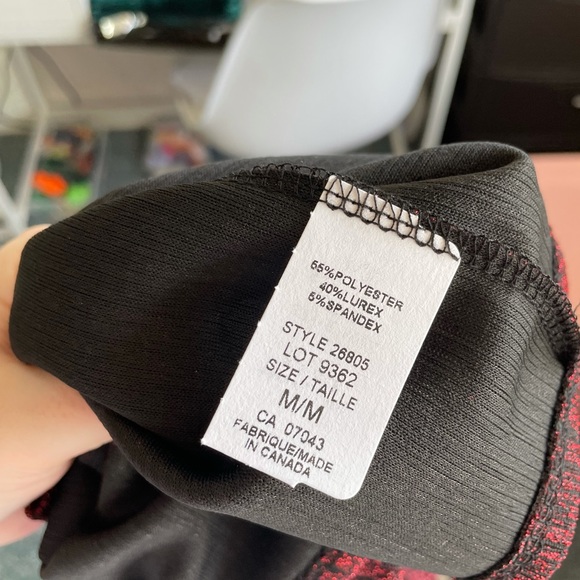 55%POLYESTER
40%LUREX
5%SPANDEX
STYLE 26805
LOT 9362
SIZE / TAILLE
M/M
CA 07043
FABRIQUE/MADE
IN CANADA